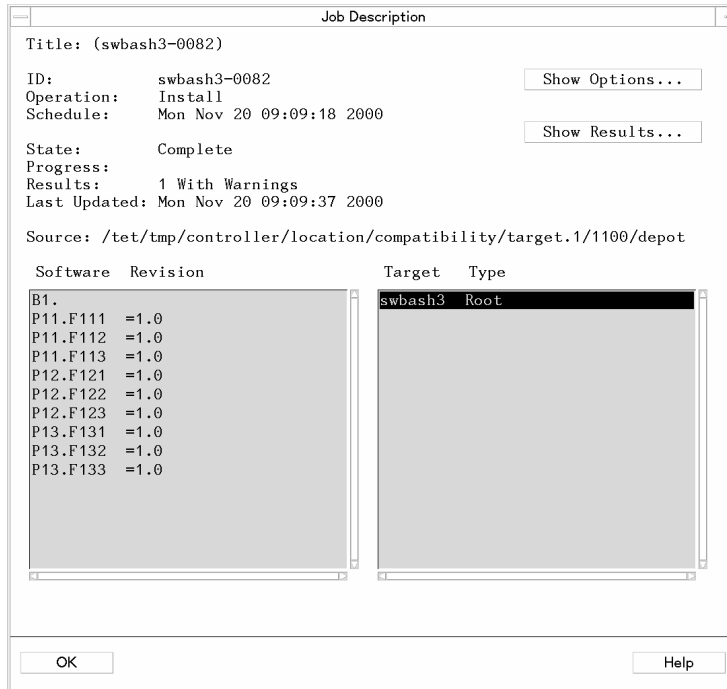 Job Description
Title: (swbash3-0082)
ID: swbash3-0082
Show Options...
Operation: Install
Schedule: Mon Nov 20 09:09:18 2000
Show Results...
State: Complete
Progress:
Results: 1 With Warnings
Last Updated: Mon Nov 20 09:09:37 2000
Source: /tet/tmp/controller/location/compatibility/target.1/1100/depot
Software Revision
B1.
P11.F111 =1.0
P11.F112 =1.0
P11.F113 =1.0
P12.F121 =1.0
P12.F122 =1.0
P12.F123 =1.0
P13.F131 =1.0
P13.F132 =1.0
P13.F133 =1.0
Target Type
swbash3 Root
OK
Help